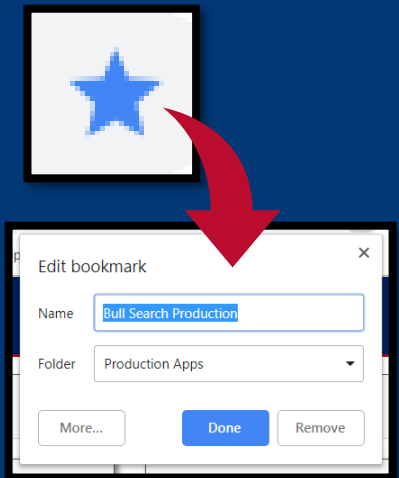 Edit bookmark
Name Bull Search Production
Folder Production Apps
More... Done Remove